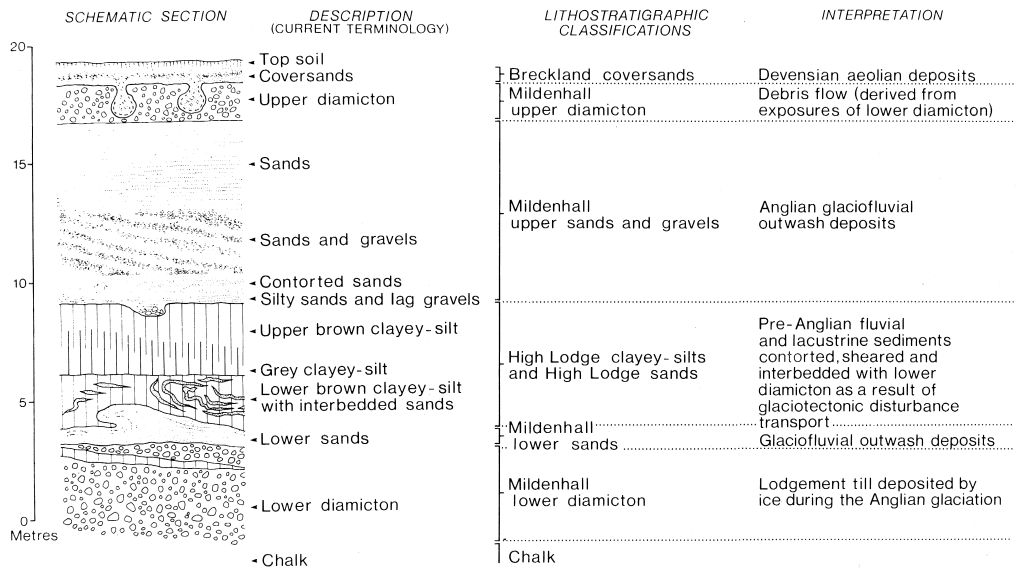 SCHEMATIC SECTION
DESCRIPTION
(CURRENT TERMINOLOGY)
LITHOSTRATIGRAPHIC
CLASSIFICATIONS
INTERPRETATION
20
15
10
5
0
Metres
Top soil
Coversands
Upper diamicton
Sands
Sands and gravels
Contorted sands
Silty sands and lag gravels
Upper brown clayey-silt
Grey clayey-silt
Lower brown clayey-silt
with interbedded sands
Lower sands
Lower diamicton
Chalk
Breckland coversands
Mildenhall
upper diamicton
Mildenhall
upper sands and gravels
High Lodge clayey-silts
and High Lodge sands
Mildenhall
lower sands
Mildenhall
lower diamicton
Chalk
Devensian aeolian deposits
Debris flow (derived from
exposures of lower diamicton)
Anglian glaciofluvial
outwash deposits
Pre-Anglian fluvial
and lacustrine sediments
contorted, sheared and
interbedded with lower
diamicton as a result of
glaciotectonic disturbance
transport
Glaciofluvial outwash deposits
Lodgement till deposited by
ice during the Anglian glaciation